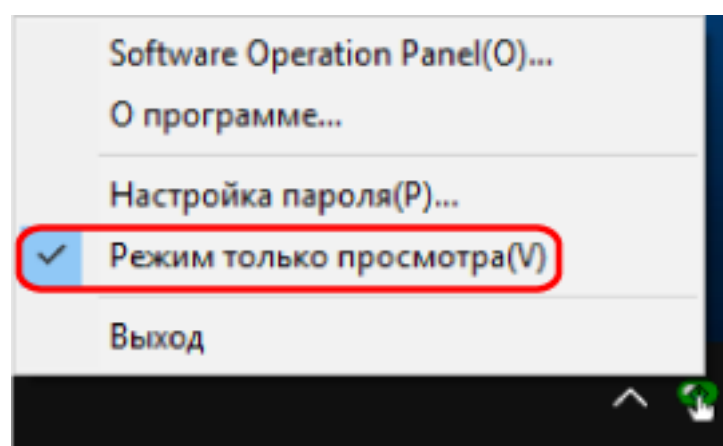 Software Operation Panel(O)...
О программе...
Настройка пароля(P)...
Режим только просмотра(V)
Выход